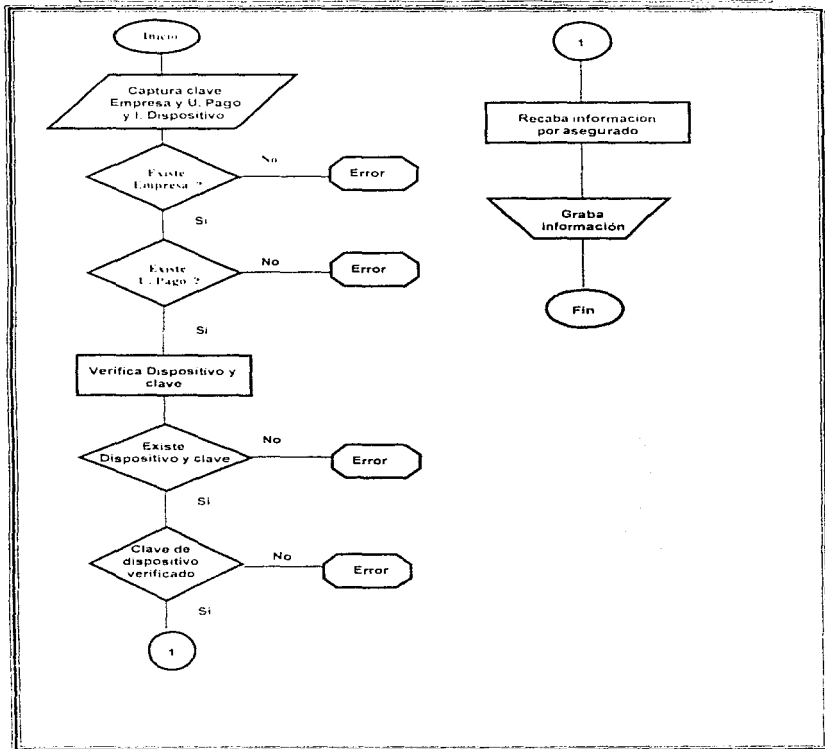 Inicio
Captura clave
Empresa y U. Pago
y I. Dispositivo
Existe
Empresa ?
No
Error
Si
Existe
U. Pago ?
No
Error
Si
Verifica Dispositivo y
clave
Existe
Dispositivo y clave
No
Error
Si
Clave de
dispositivo
verificado
No
Error
Si
1
1
Recaba informacion
por asegurado
Graba
información
Fin